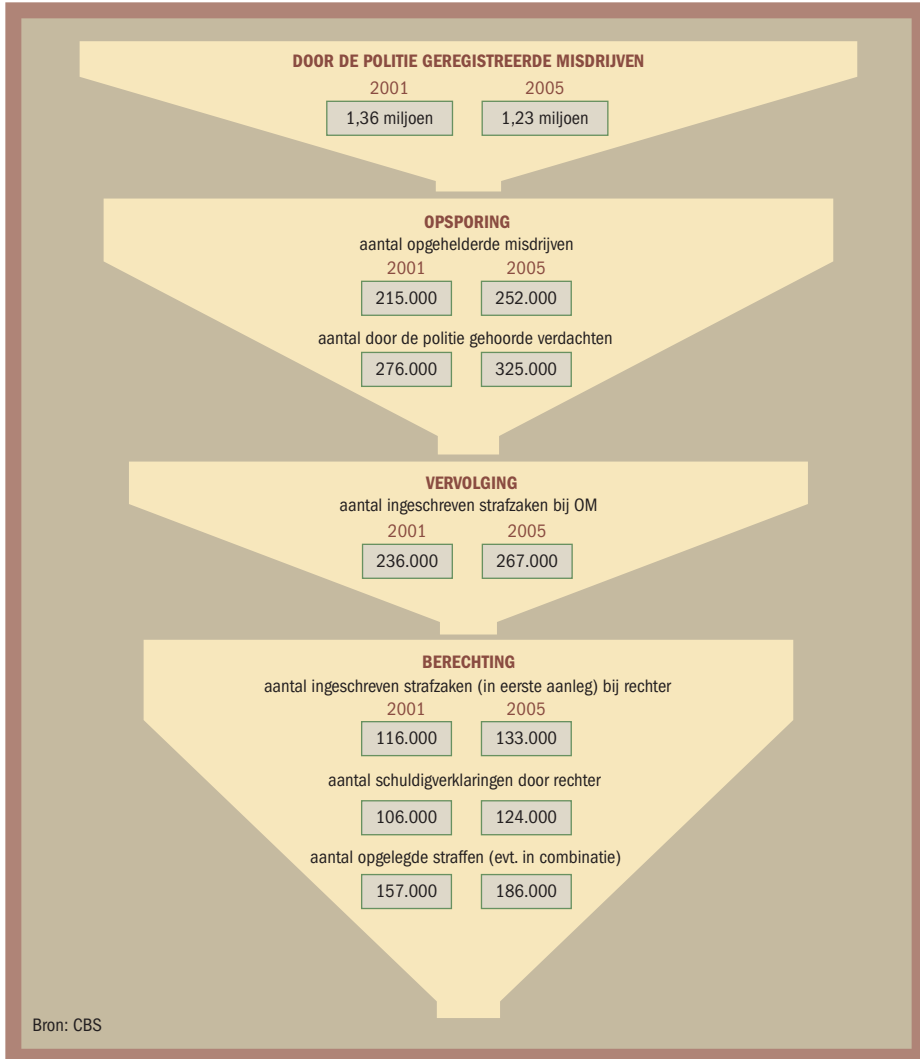 DOOR DE POLITIE GEREGISTREERDE MISDRIJVEN
2001 2005
1,36 miljoen 1,23 miljoen
OPSPORING
aantal opgehelderde misdrijven
2001 2005
215.000 252.000
aantal door de politie gehoorde verdachten
276.000 325.000
VERVOLGING
aantal ingeschreven strafzaken bij OM
2001 2005
236.000 267.000
BERECHTING
aantal ingeschreven strafzaken (in eerste aanleg) bij rechter
2001 2005
116.000 133.000
aantal schuldigverklaringen door rechter
106.000 124.000
aantal opgelegde straffen (evt. in combinatie)
157.000 186.000
Bron: CBS